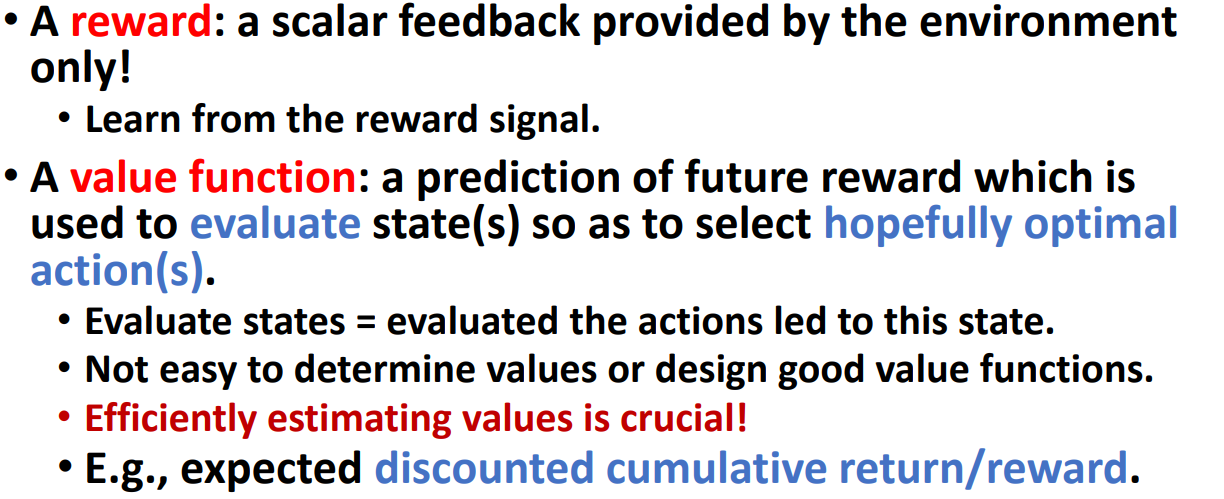 • A reward: a scalar feedback provided by the environment
only!
• Learn from the reward signal.
• A value function: a prediction of future reward which is
used to evaluate state(s) so as to select hopefully optimal
action(s).
• Evaluate states = evaluated the actions led to this state.
• Not easy to determine values or design good value functions.
• Efficiently estimating values is crucial!
• E.g., expected discounted cumulative return/reward.